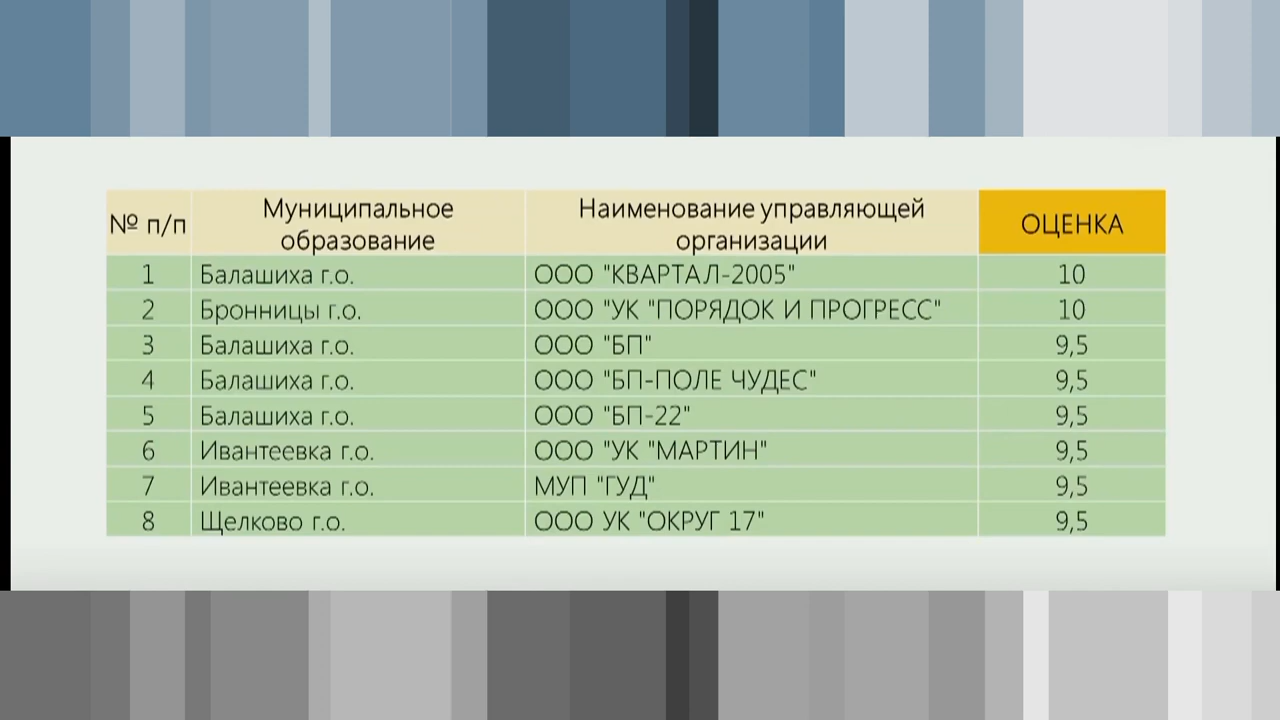 № п/п Муниципальное образование Наименование управляющей организации ОЦЕНКА
1 Балашиха г.о. ООО "КВАРТАЛ-2005" 10
2 Бронницы г.о. ООО "УК "ПОРЯДОК И ПРОГРЕСС" 10
3 Балашиха г.о. ООО "БП" 9,5
4 Балашиха г.о. ООО "БП-ПОЛЕ ЧУДЕС" 9,5
5 Балашиха г.о. ООО "БП-22" 9,5
6 Ивантеевка г.о. ООО "УК "МАРТИН" 9,5
7 Ивантеевка г.о. МУП "ГУД" 9,5
8 Щелково г.о. ООО УК "ОКРУГ 17" 9,5